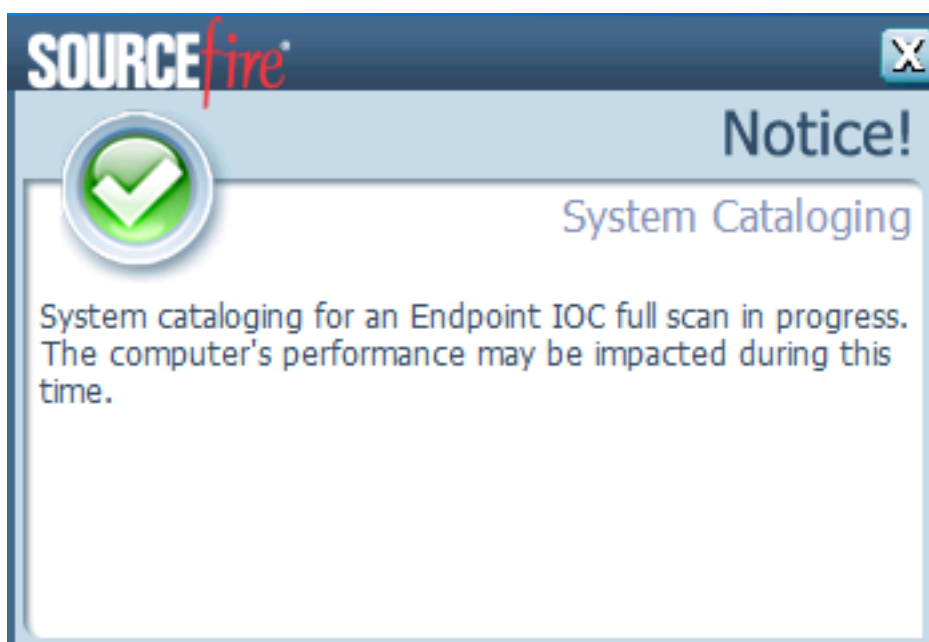 SOURCEfire®
X
Notice!
System Cataloging
System cataloging for an Endpoint IOC full scan in progress.
The computer's performance may be impacted during this
time.